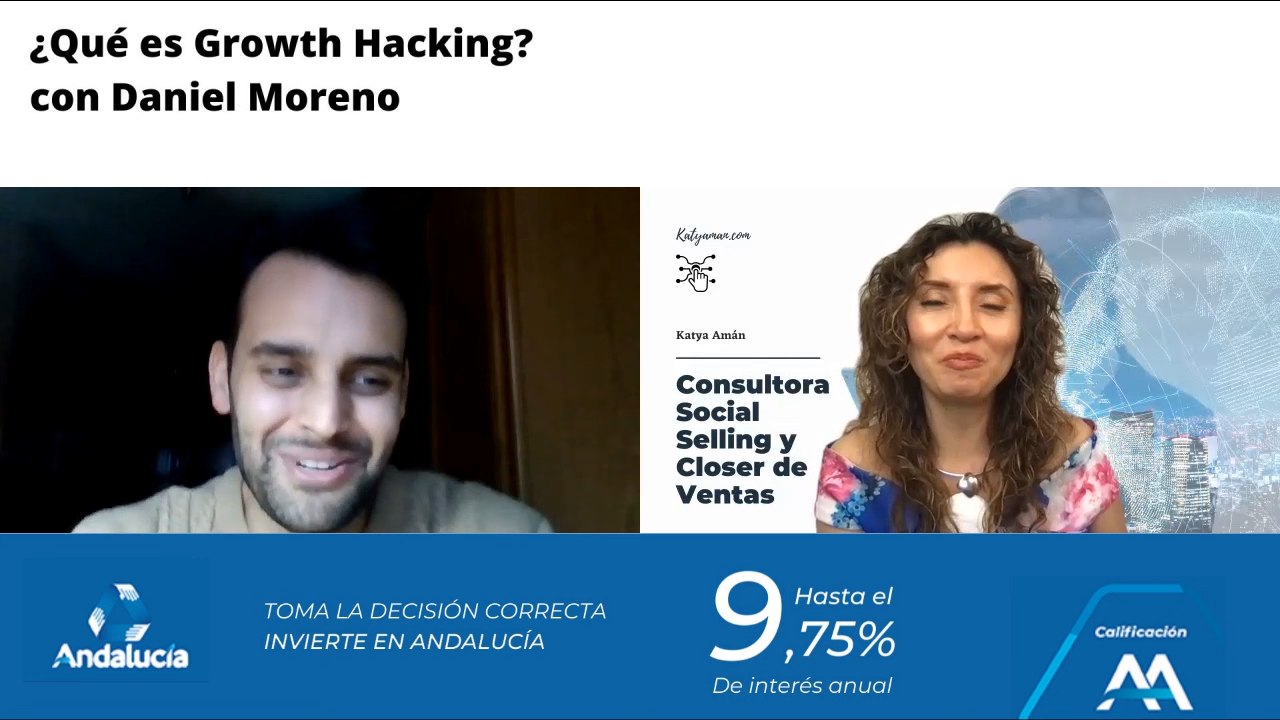 ¿Qué es Growth Hacking?
con Daniel Moreno
Katyaman.com
Katya Amán
Consultora
Social
Selling y
Closer de
Ventas
Andalucía
TOMA LA DECISIÓN CORRECTA
INVIERTE EN ANDALUCÍA
9,75%
Hasta el
De interés anual
Calificación
AA